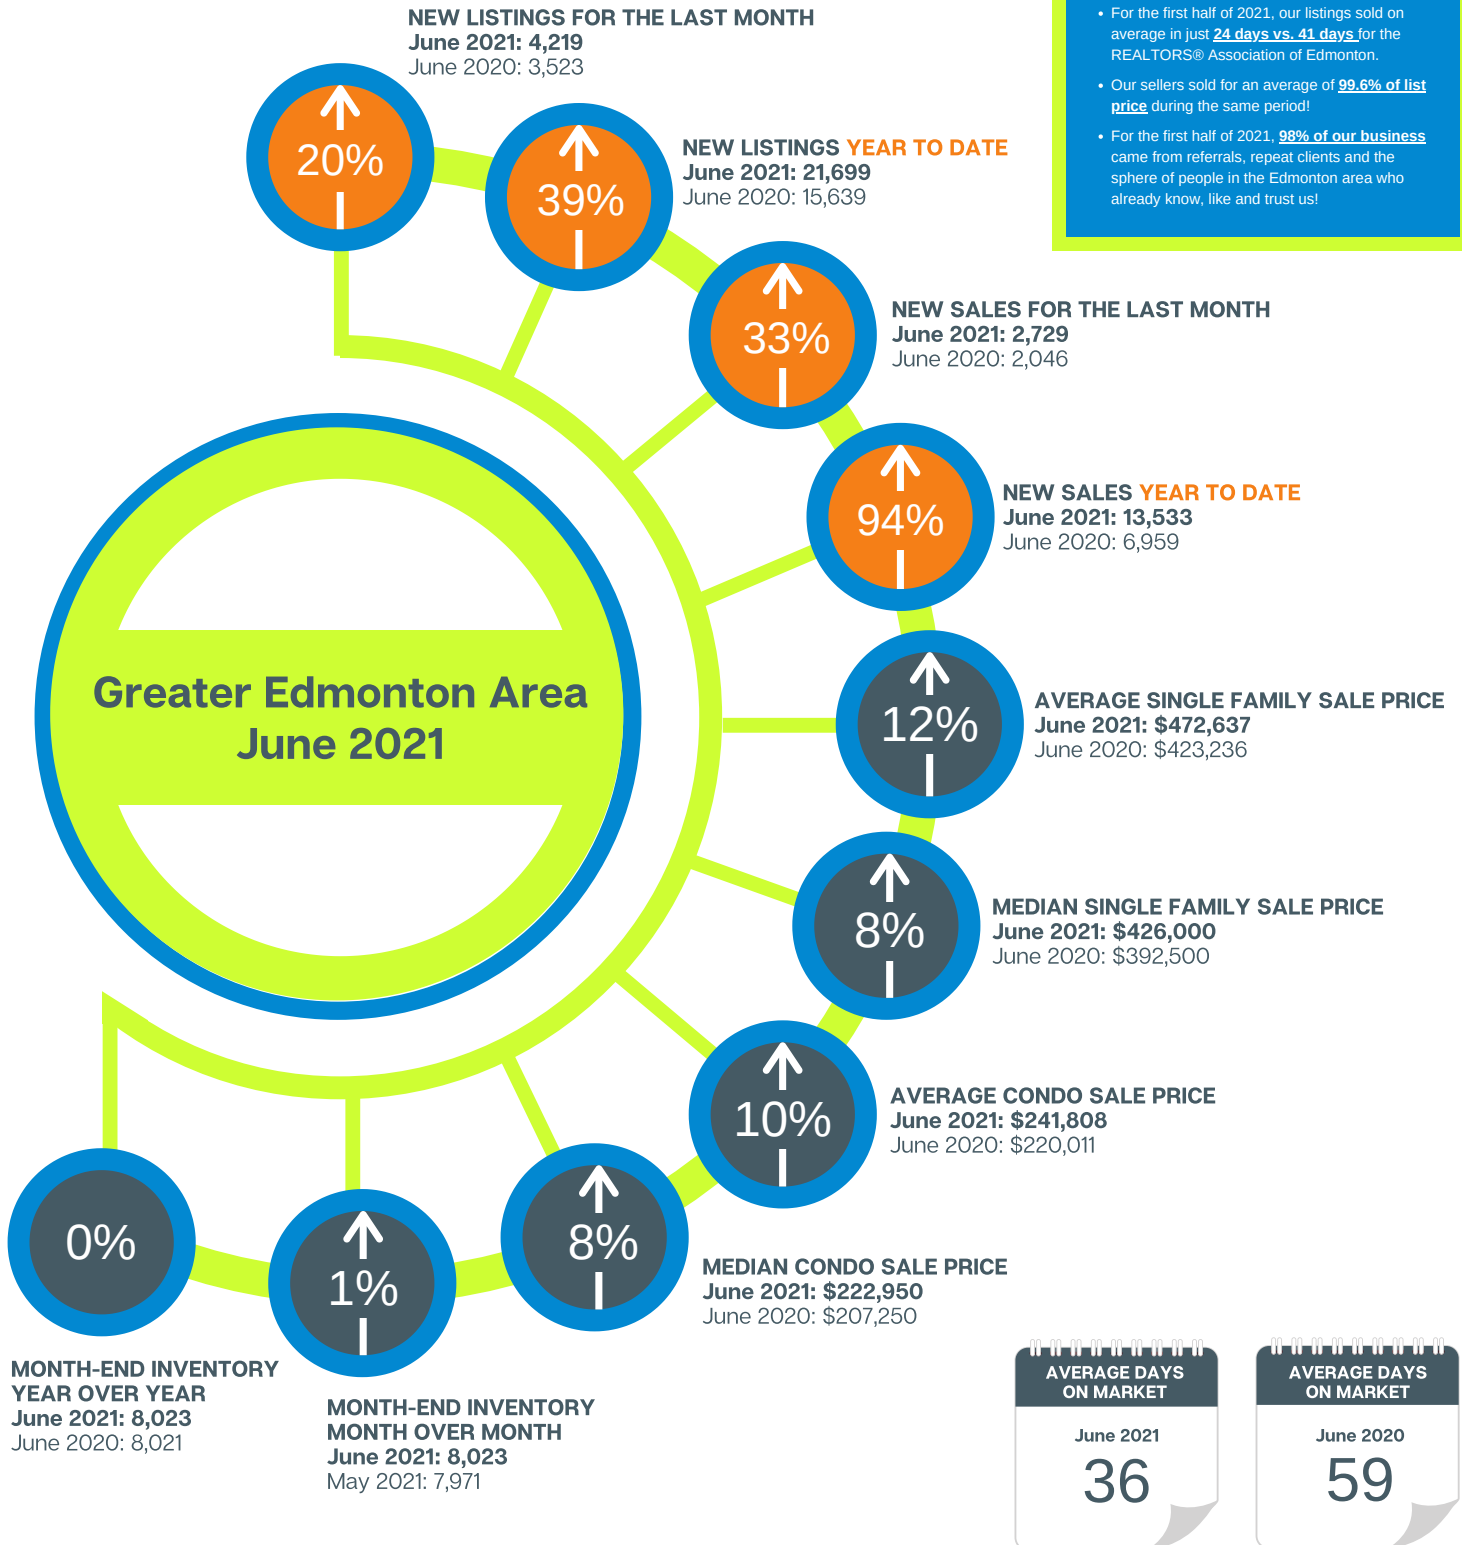 NEW LISTINGS FOR THE LAST MONTH
June 2021: 4,219
June 2020: 3,523
20%
• For the first half of 2021, our listings sold on
average in just 24 days vs. 41 days for the
REALTORS® Association of Edmonton.
• Our sellers sold for an average of 99.6% of list
price during the same period!
• For the first half of 2021, 98% of our business
came from referrals, repeat clients and the
sphere of people in the Edmonton area who
already know, like and trust us!
39%
NEW LISTINGS YEAR TO DATE
June 2021: 21,699
June 2020: 15,639
33%
NEW SALES FOR THE LAST MONTH
June 2021: 2,729
June 2020: 2,046
94%
NEW SALES YEAR TO DATE
June 2021: 13,533
June 2020: 6,959
Greater Edmonton Area
June 2021
12%
AVERAGE SINGLE FAMILY SALE PRICE
June 2021: $472,637
June 2020: $423,236
8%
MEDIAN SINGLE FAMILY SALE PRICE
June 2021: $426,000
June 2020: $392,500
10%
AVERAGE CONDO SALE PRICE
June 2021: $241,808
June 2020: $220,011
8%
MEDIAN CONDO SALE PRICE
June 2021: $222,950
June 2020: $207,250
1%
MONTH-END INVENTORY
MONTH OVER MONTH
June 2021: 8,023
May 2021: 7,971
0%
MONTH-END INVENTORY
YEAR OVER YEAR
June 2021: 8,023
June 2020: 8,021
AVERAGE DAYS
ON MARKET
June 2021
36
AVERAGE DAYS
ON MARKET
June 2020
59